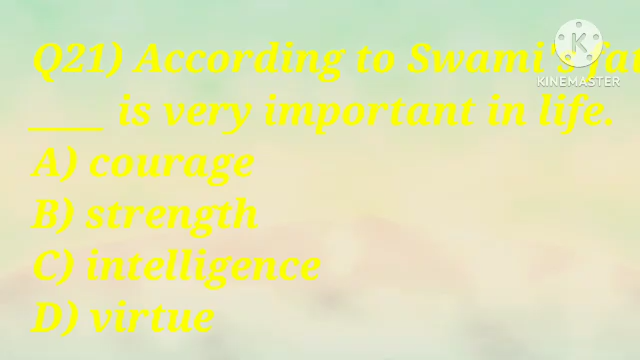 Q21) According to Swami's
____ is very important in life.
A) courage
B) strength
C) intelligence
D) virtue
KINEMASTER